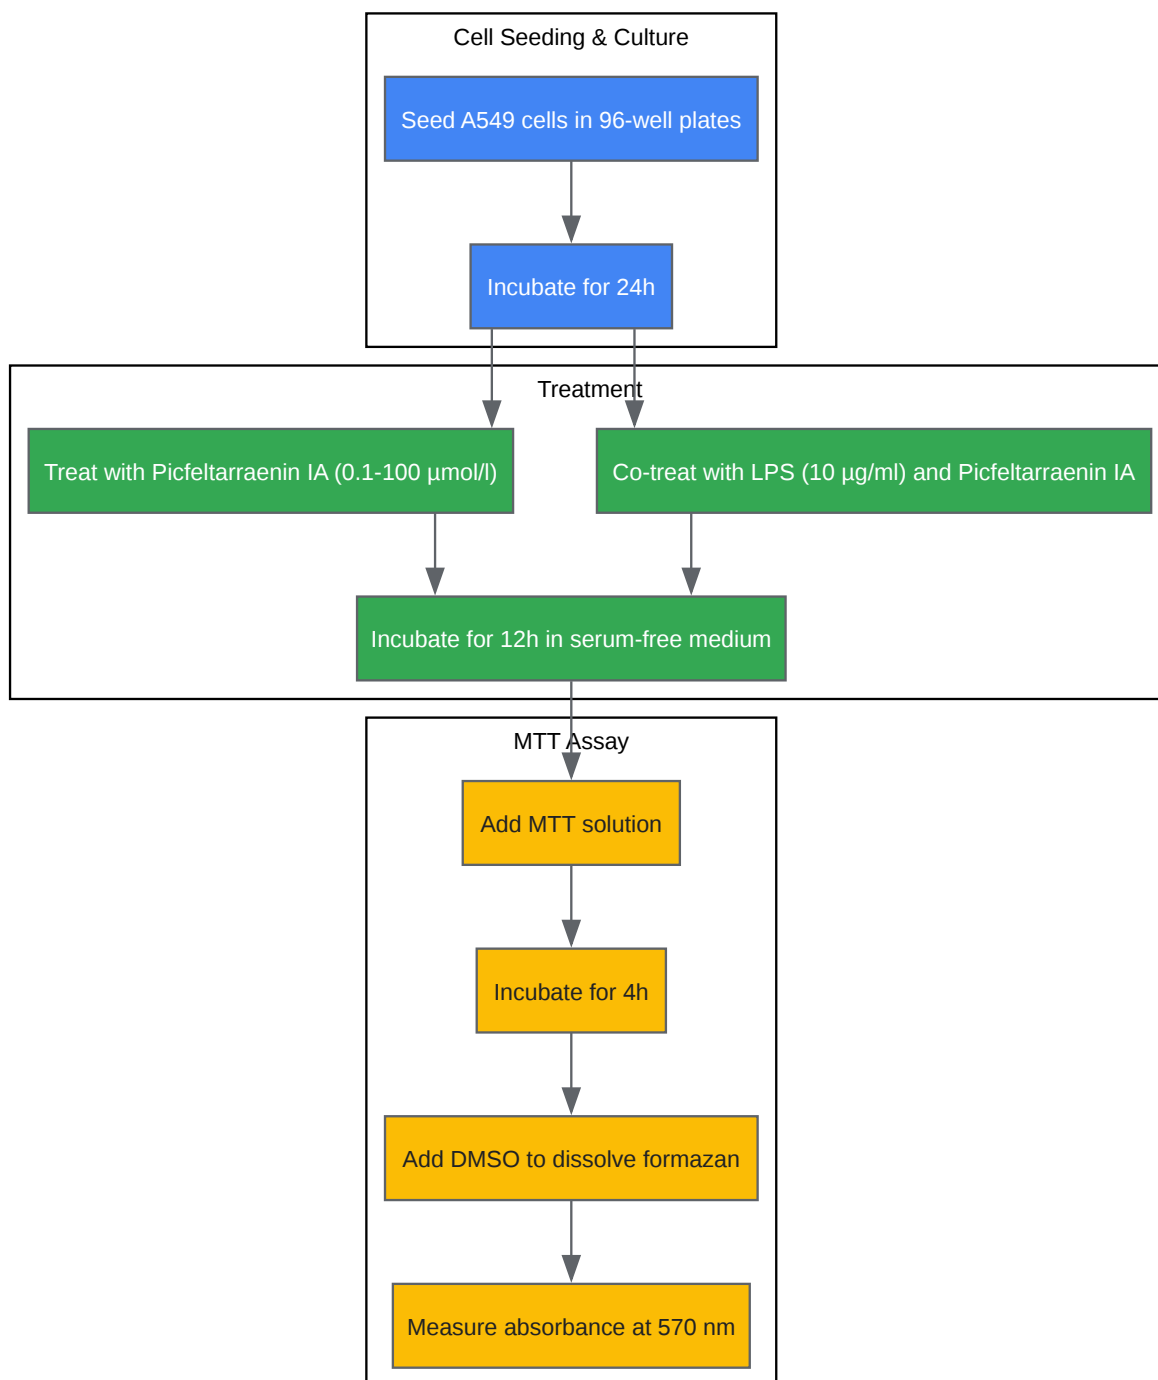 Cell Seeding & Culture
Seed A549 cells in 96-well plates
Incubate for 24h
Treatment
Treat with Picfeltarraenin IA (0.1-100 µmol/l)
Co-treat with LPS (10 µg/ml) and Picfeltarraenin IA
Incubate for 12h in serum-free medium
MTT Assay
Add MTT solution
Incubate for 4h
Add DMSO to dissolve formazan
Measure absorbance at 570 nm